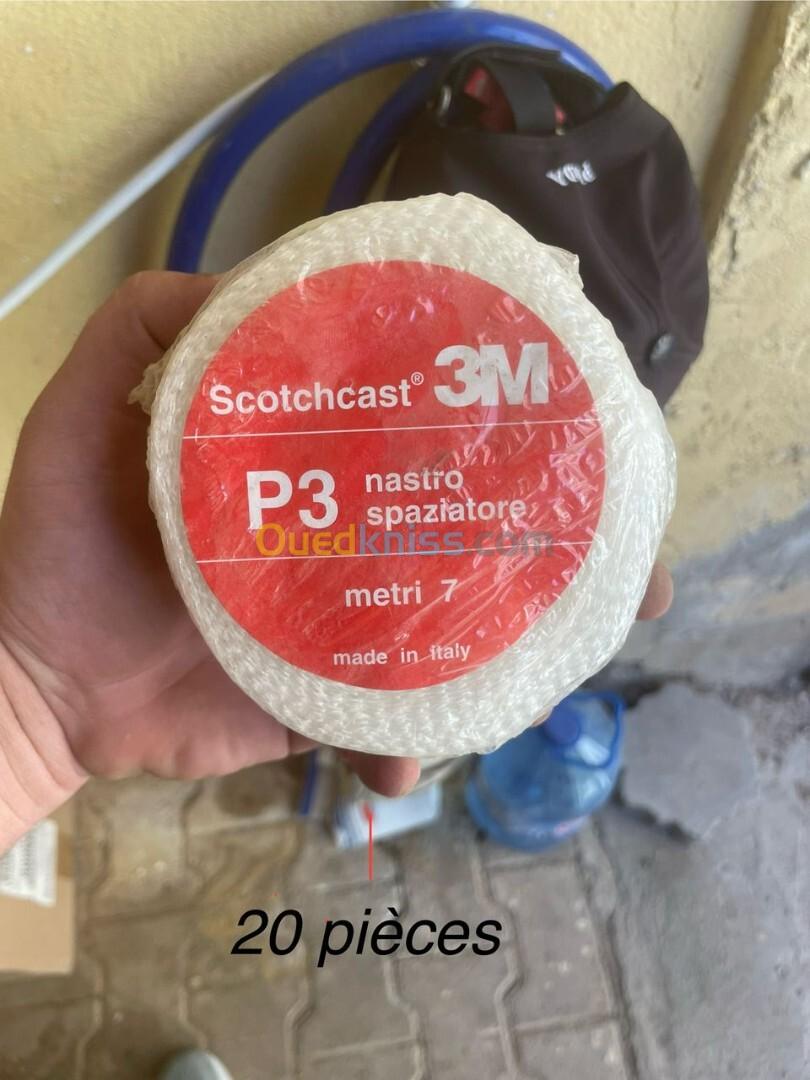 Scotchcast® 3M
P3 nastro
spaziatore
Ouedkniss.com
metri 7
made in italy
20 pièces